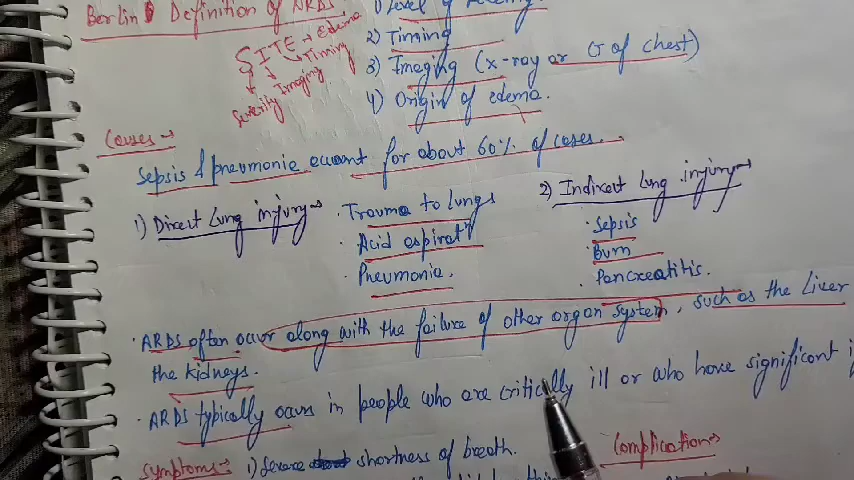 Berlin Definition of ARDS
1) Level of
2) Timing
3) Imaging (x-ray or CT of chest)
4) Origin of edema.
SITE → Edema
Timing
Imaging
Severity
Causes →
Sepsis & pneumonia account for about 60% of cases.
1) Direct Lung injury →
· Trauma to lungs
· Acid aspiratn
· Pneumonia.
2) Indirect Lung injury →
· Sepsis
· Burn
· Pancreatitis.
· ARDS often occur along with the failure of other organ system, such as the Liver
the kidneys.
· ARDS typically occurs in people who are critically ill or who have significant
Symptoms → 1) Severe shortness of breath.
Complication →